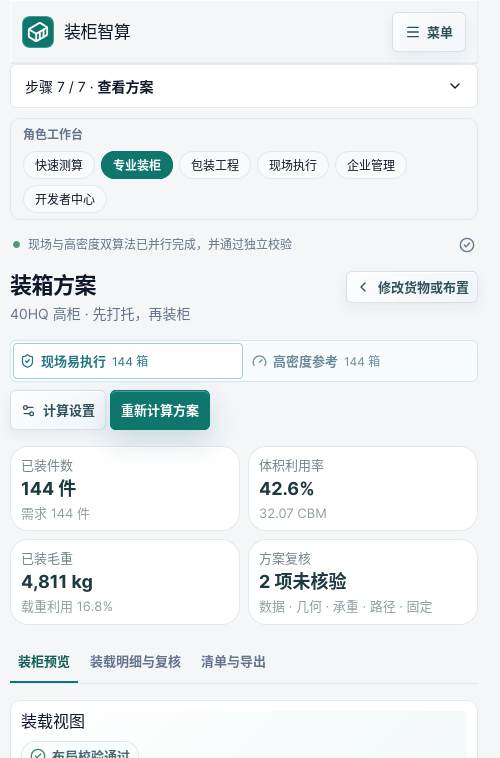 装柜智算
菜单
步骤 7 / 7 · 查看方案
角色工作台
快速测算 专业装柜 包装工程 现场执行 企业管理
开发者中心
现场与高密度双算法已并行完成，并通过独立校验
装箱方案
修改货物或布置
40HQ 高柜 · 先打托，再装柜
现场易执行 144 箱
高密度参考 144 箱
计算设置
重新计算方案
已装件数
144 件
需求 144 件
体积利用率
42.6%
32.07 CBM
已装毛重
4,811 kg
载重利用 16.8%
方案复核
2 项未核验
数据 · 几何 · 承重 · 路径 · 固定
装柜预览 装载明细与复核 清单与导出
装载视图
布局校验通过